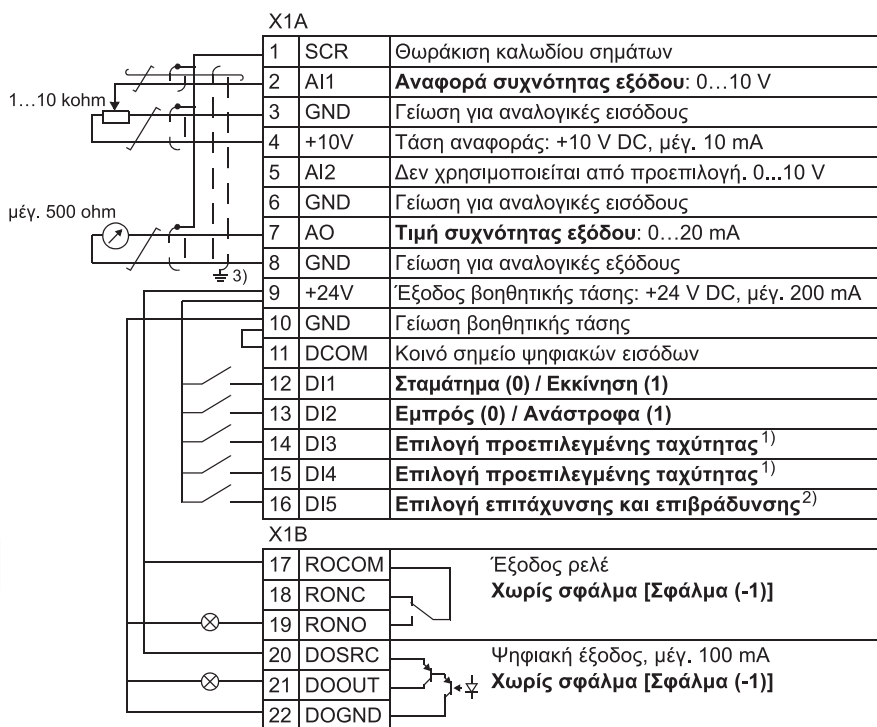 X1A
1 SCR Θωράκιση καλωδίου σημάτων
2 AI1 Αναφορά συχνότητας εξόδου: 0…10 V
1…10 kohm
3 GND Γείωση για αναλογικές εισόδους
4 +10V Τάση αναφοράς: +10 V DC, μέγ. 10 mA
5 AI2 Δεν χρησιμοποιείται από προεπιλογή. 0...10 V
6 GND Γείωση για αναλογικές εισόδους
μέγ. 500 ohm
7 AO Τιμή συχνότητας εξόδου: 0…20 mA
8 GND Γείωση για αναλογικές εξόδους
3)
9 +24V Έξοδος βοηθητικής τάσης: +24 V DC, μέγ. 200 mA
10 GND Γείωση βοηθητικής τάσης
11 DCOM Κοινό σημείο ψηφιακών εισόδων
12 DI1 Σταμάτημα (0) / Εκκίνηση (1)
13 DI2 Εμπρός (0) / Ανάστροφα (1)
14 DI3 Επιλογή προεπιλεγμένης ταχύτητας 1)
15 DI4 Επιλογή προεπιλεγμένης ταχύτητας 1)
16 DI5 Επιλογή επιτάχυνσης και επιβράδυνσης 2)
X1B
17 ROCOM Έξοδος ρελέ
18 RONC Χωρίς σφάλμα [Σφάλμα (-1)]
19 RONO
20 DOSRC Ψηφιακή έξοδος, μέγ. 100 mA
21 DOOUT Χωρίς σφάλμα [Σφάλμα (-1)]
22 DOGND